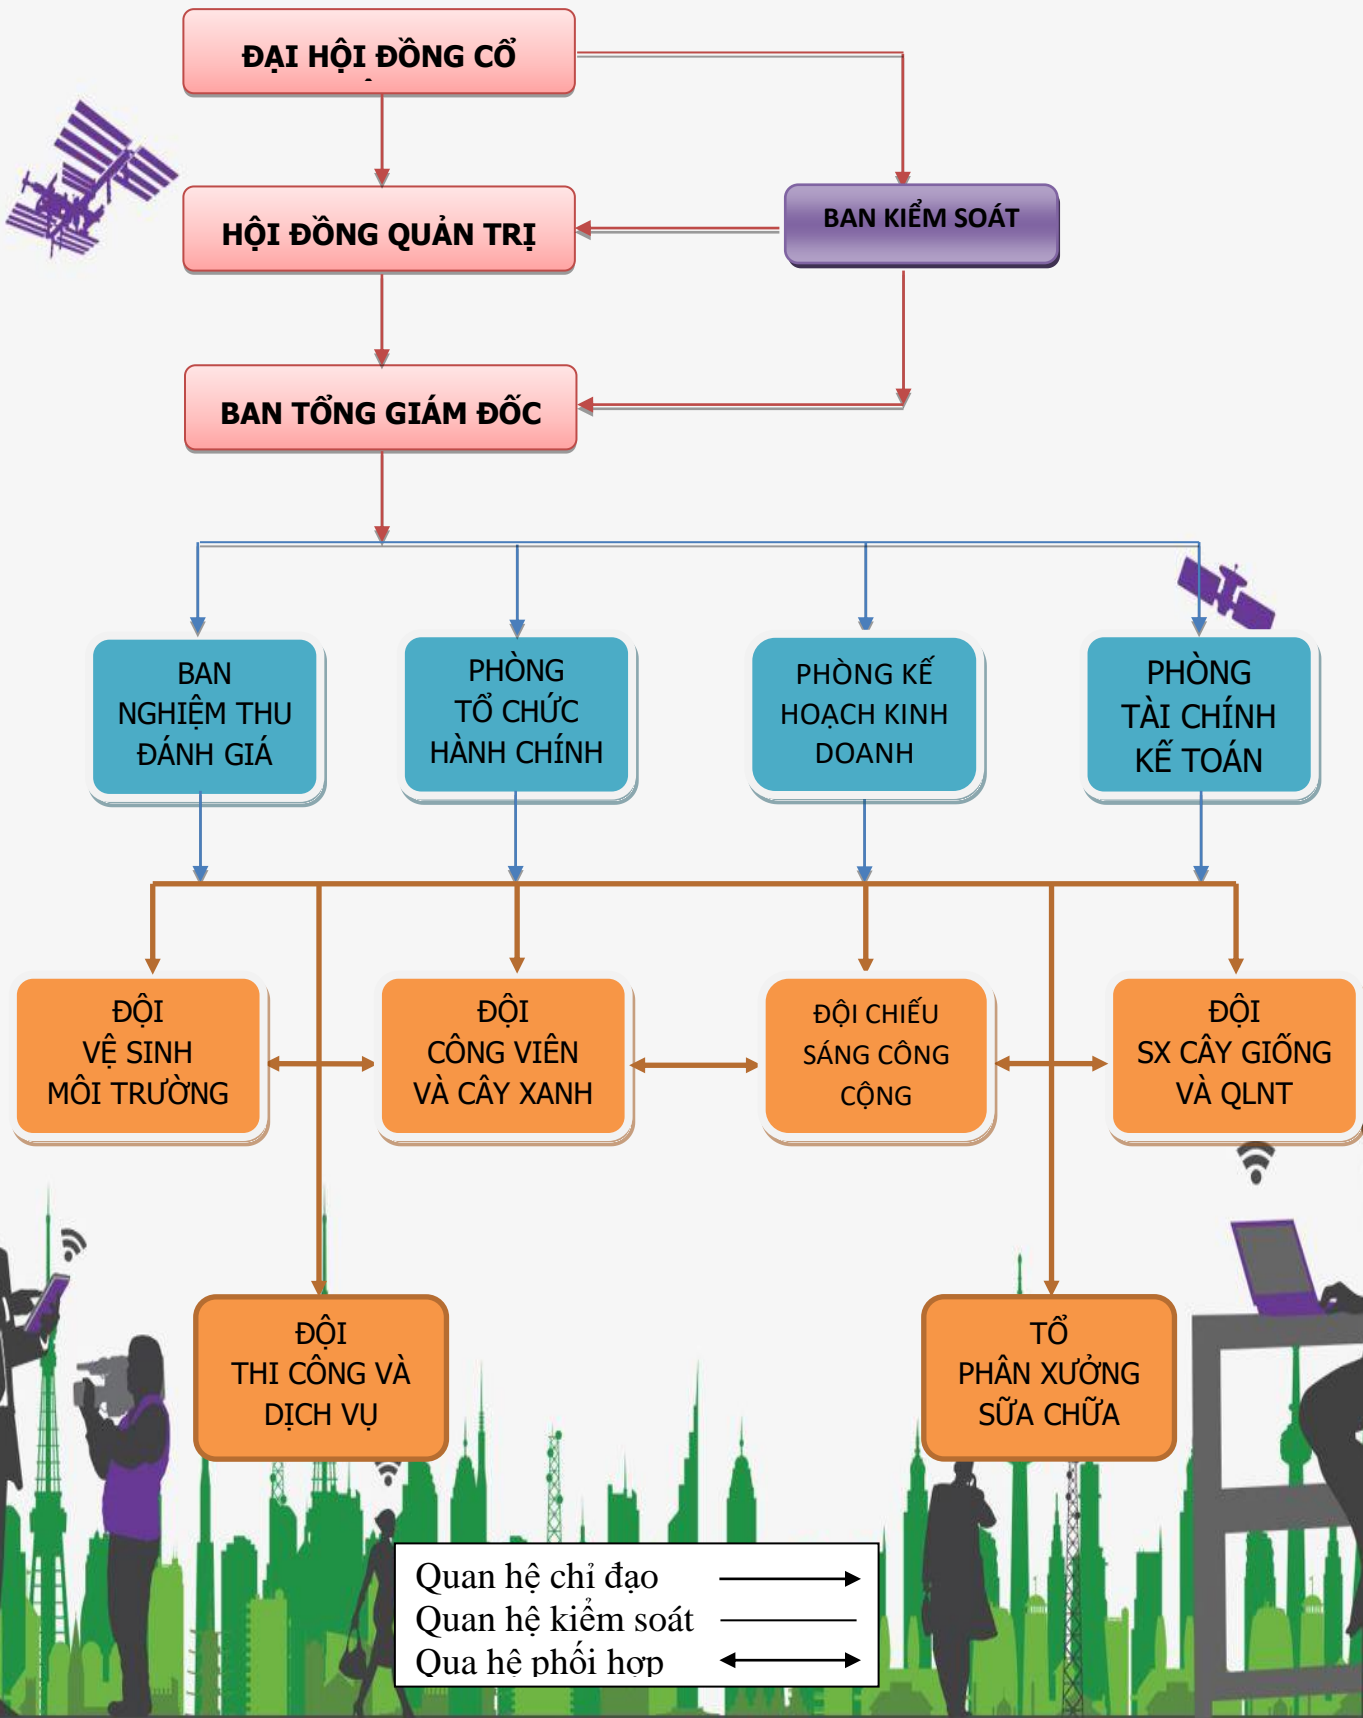 ĐẠI HỘI ĐỒNG CỔ
HỘI ĐỒNG QUẢN TRỊ
BAN KIỂM SOÁT
BAN TỔNG GIÁM ĐỐC
BAN
NGHIỆM THU
ĐÁNH GIÁ
PHÒNG
TỔ CHỨC
HÀNH CHÍNH
PHÒNG KẾ
HOẠCH KINH
DOANH
PHÒNG
TÀI CHÍNH
KẾ TOÁN
ĐỘI
VỆ SINH
MÔI TRƯỜNG
ĐỘI
CÔNG VIÊN
VÀ CÂY XANH
ĐỘI CHIẾU
SÁNG CÔNG
CỘNG
ĐỘI
SX CÂY GIỐNG
VÀ QLNT
ĐỘI
THI CÔNG VÀ
DỊCH VỤ
TỔ
PHÂN XƯỞNG
SỮA CHỮA
Quan hệ chỉ đạo
Quan hệ kiểm soát
Qua hệ phối hợp